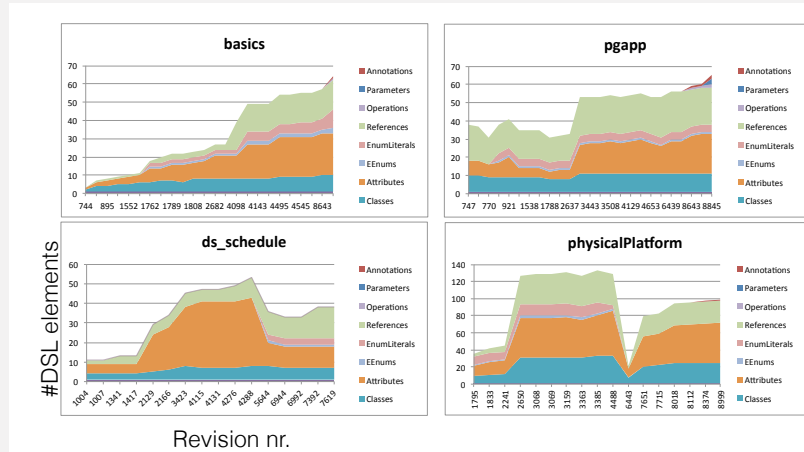 basics
70
60
50
40
30
20
10
0
744 895 1552 1762 1789 1808 2682 4098 4143 4495 4545 8643
Annotations
Parameters
Operations
References
EnumLiterals
EEnums
Attributes
Classes
pgapp
70
60
50
40
30
20
10
0
747 770 921 1538 1788 2637 3443 3508 4129 4653 6439 8643 8845
Annotations
Parameters
Operations
References
EnumLiterals
EEnums
Attributes
Classes
ds_schedule
60
50
40
30
20
10
0
1004 1007 1341 1417 2129 2166 3423 4115 4131 4276 4288 5644 6944 6992 7392 7619
Annotations
Parameters
Operations
References
EnumLiterals
EEnums
Attributes
Classes
physicalPlatform
140
120
100
80
60
40
20
0
1795 1833 2241 2650 3068 3069 3159 3363 3385 4488 6443 7651 7715 8018 8112 8374 8999
Annotations
Parameters
Operations
References
EnumLiterals
EEnums
Attributes
Classes
#DSL elements
Revision nr.